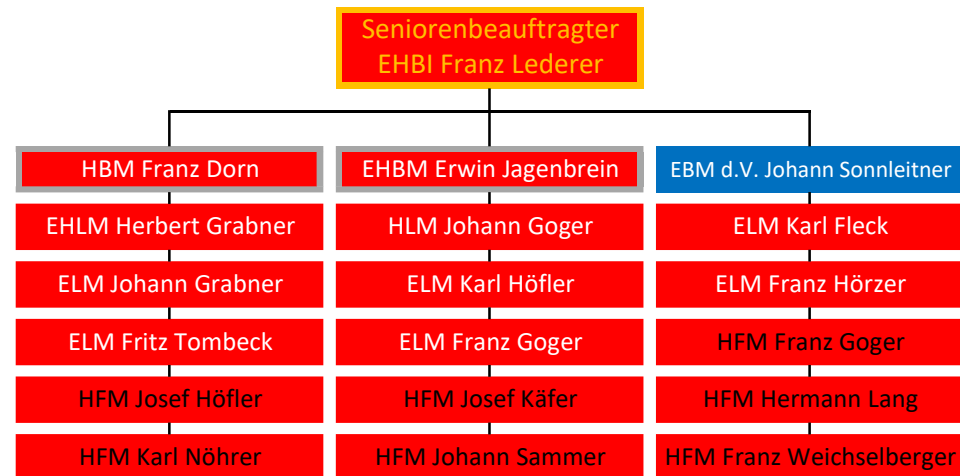 Seniorenbeauftragter
EHBI Franz Lederer
HBM Franz Dorn
EHBM Erwin Jagenbrein
EBM d.V. Johann Sonnleitner
EHLM Herbert Grabner
HLM Johann Goger
ELM Karl Fleck
ELM Johann Grabner
ELM Karl Höfler
ELM Franz Hörzer
ELM Fritz Tombeck
ELM Franz Goger
HFM Franz Goger
HFM Josef Höfler
HFM Josef Käfer
HFM Hermann Lang
HFM Karl Nöhrer
HFM Johann Sammer
HFM Franz Weichselberger